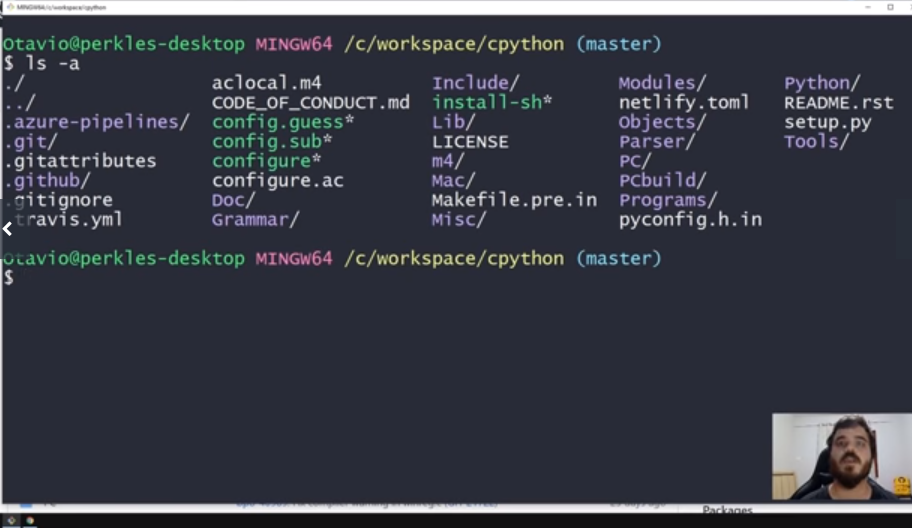 MINGW64:/c/workspace/cpython
Otavio@perkles-desktop MINGW64 /c/workspace/cpython (master)
$ ls -a
./ aclocal.m4 Include/ Modules/ Python/
../ CODE_OF_CONDUCT.md install-sh* netlify.toml README.rst
.azure-pipelines/ config.guess* Lib/ Objects/ setup.py
.git/ config.sub* LICENSE Parser/ Tools/
.gitattributes configure* m4/ PC/
.github/ configure.ac Mac/ PCbuild/
.gitignore Doc/ Makefile.pre.in Programs/
.travis.yml Grammar/ Misc/ pyconfig.h.in
Otavio@perkles-desktop MINGW64 /c/workspace/cpython (master)
$
Packages